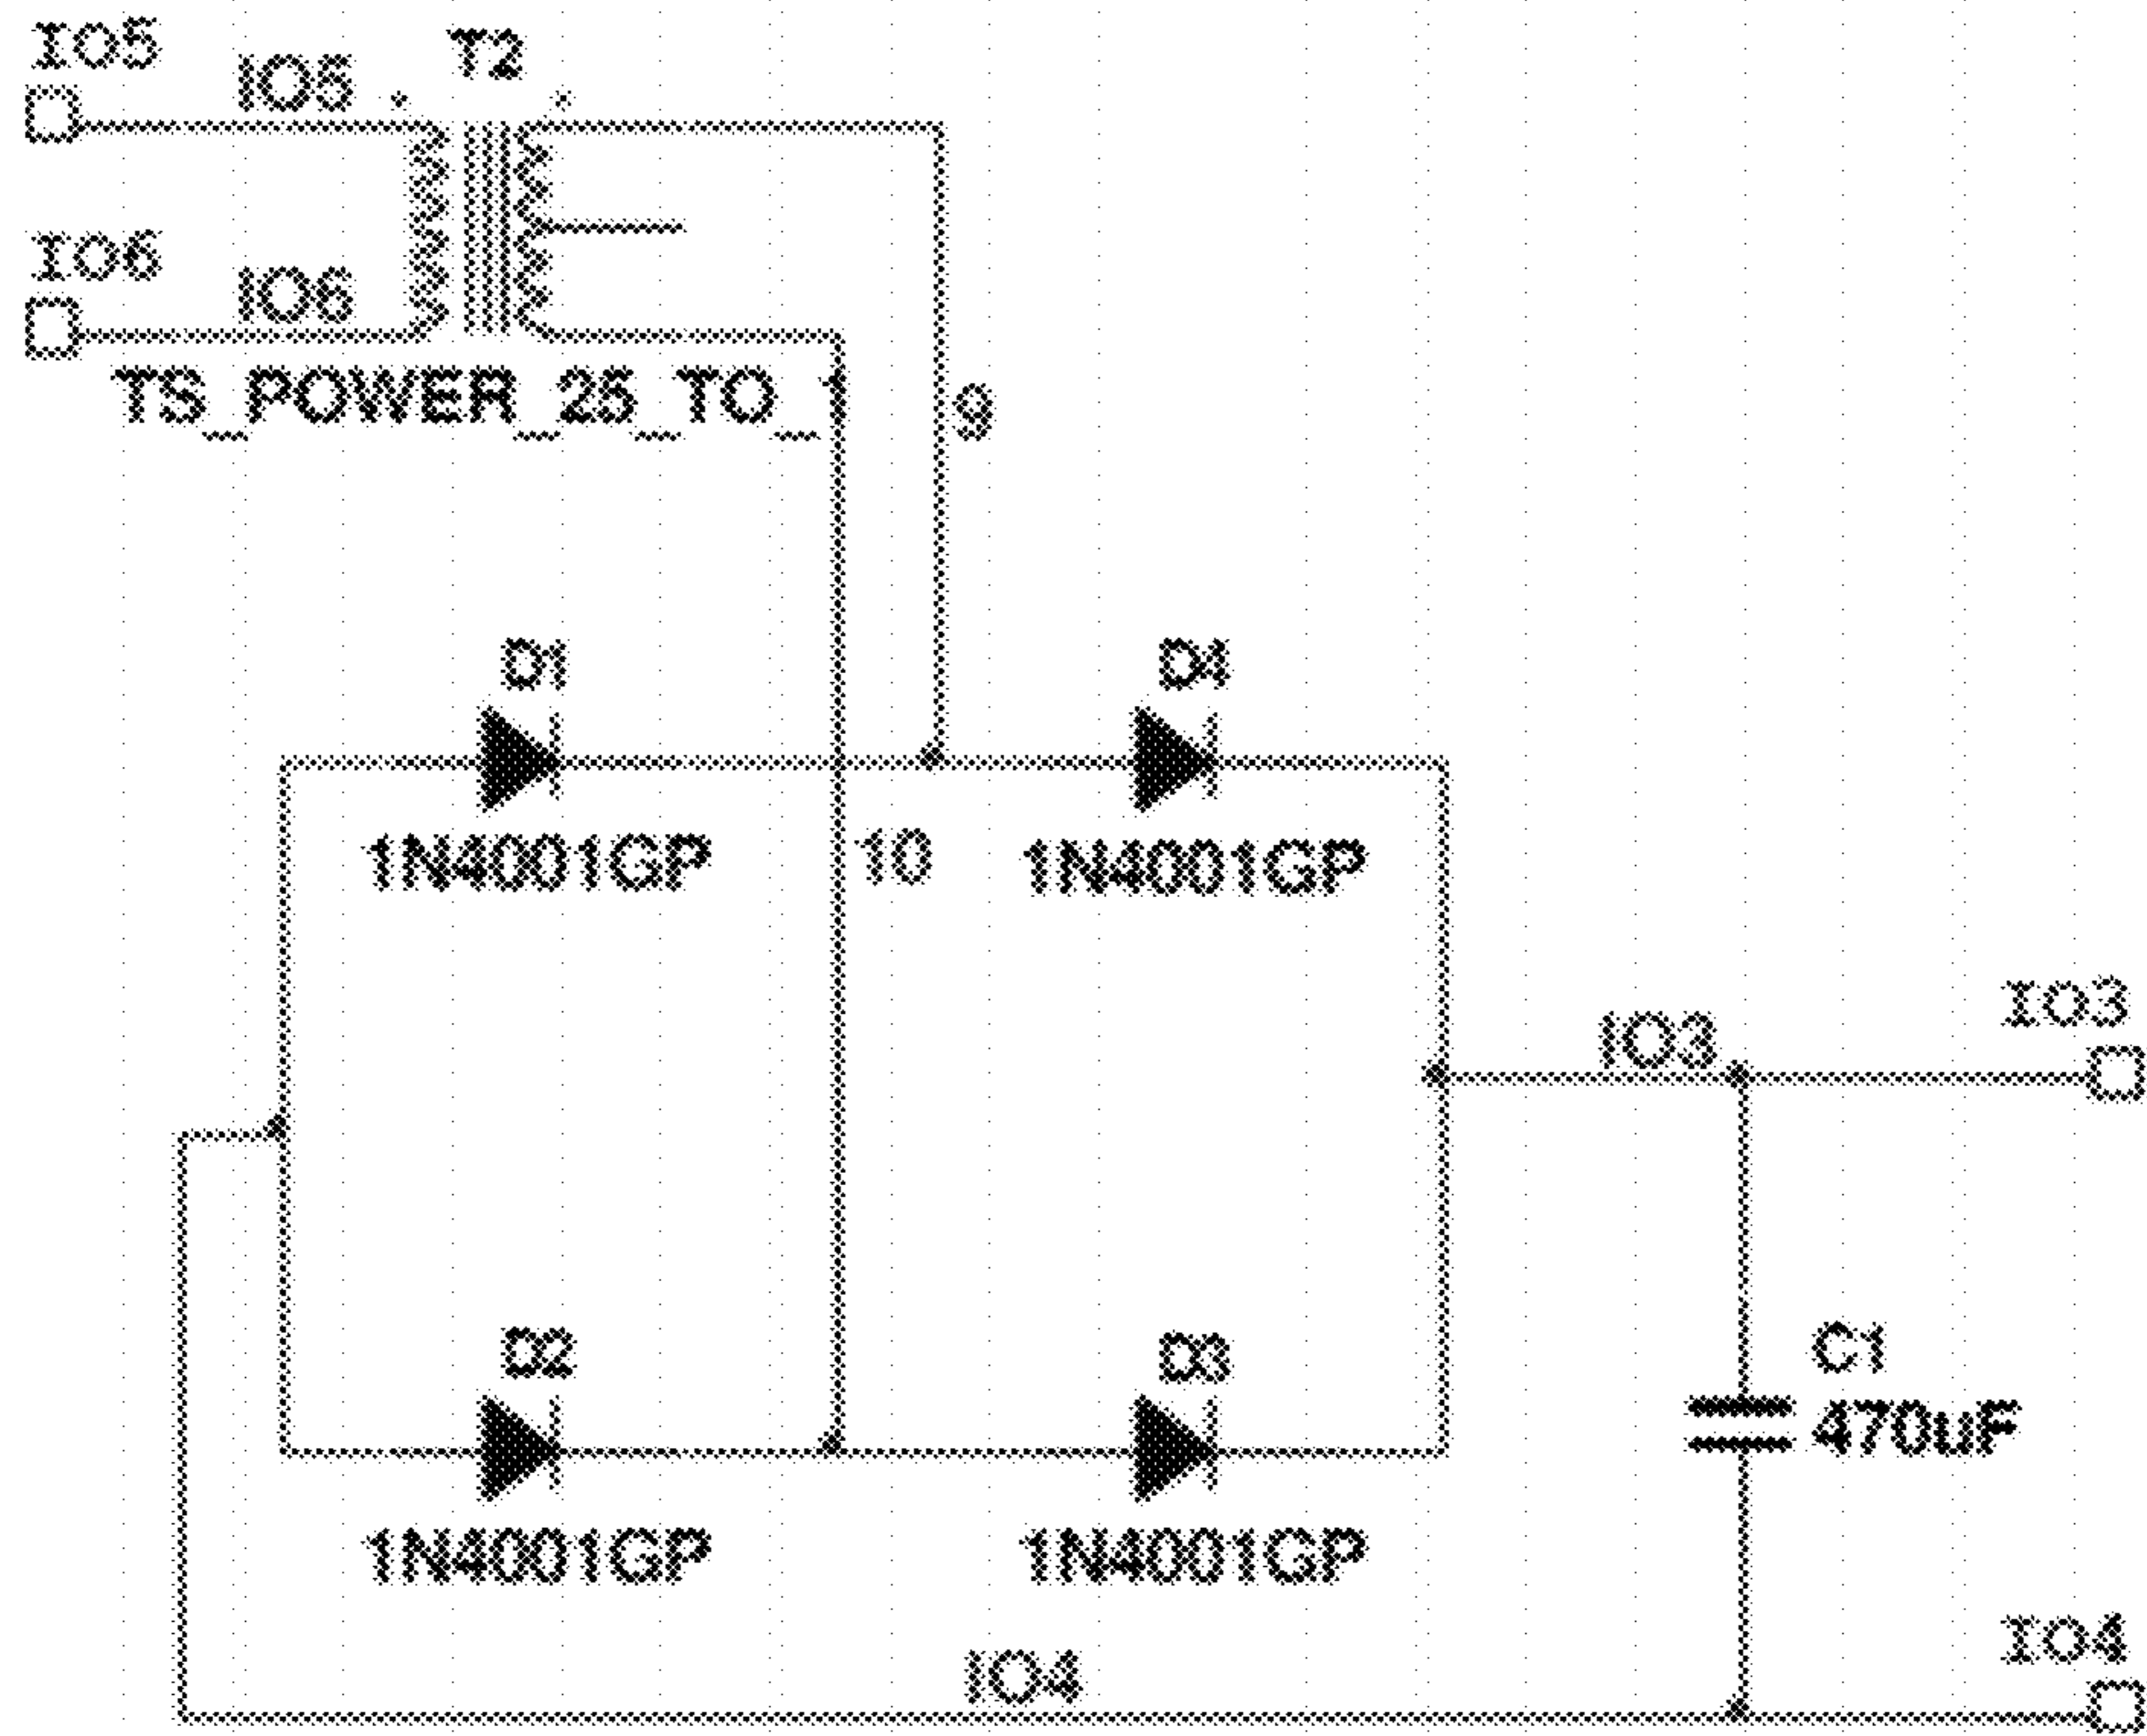 IO5
IO5
T2
IO6
IO6
TS_POWER_25_TO_1
9
D1
D4
1N4001GP
10
1N4001GP
IO3
IO3
D2
D3
C1
470uF
1N4001GP
1N4001GP
IO4
IO4